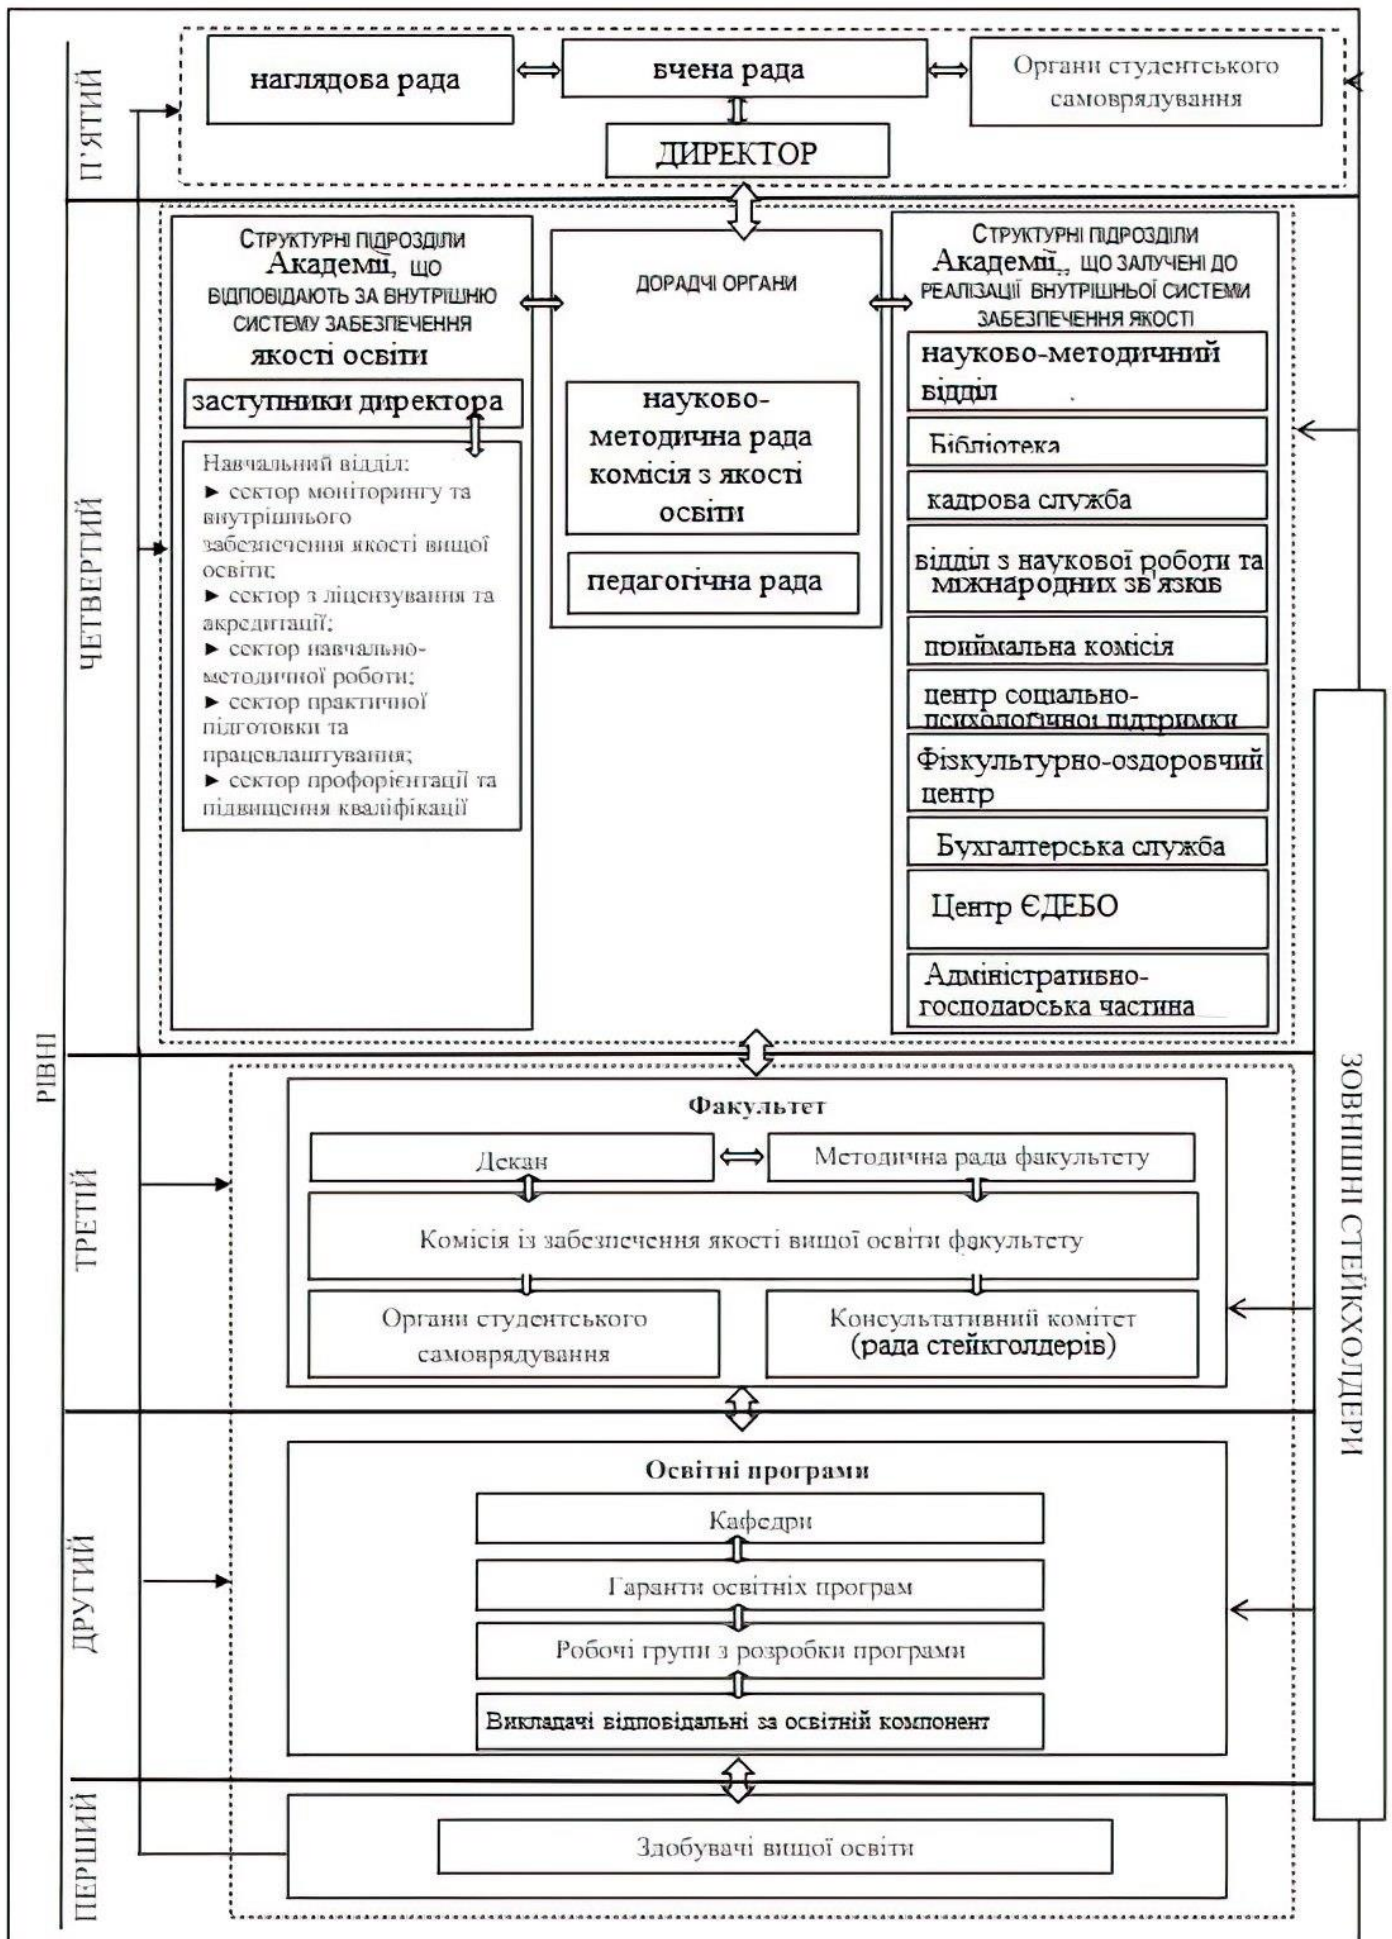 РІВНІ
П'ЯТИЙ
наглядова рада
вчена рада
Органи студентського
самоврядування
ДИРЕКТОР
ЧЕТВЕРТИЙ
СТРУКТУРНІ ПІДРОЗДІЛИ
Академії, ЩО
ВІДПОВІДАЮТЬ ЗА ВНУТРІШНЮ
СИСТЕМУ ЗАБЕЗПЕЧЕННЯ
якості освіти
заступники директора
Навчальний відділ:
► сектор моніторингу та
внутрішнього
забезпечення якості вищої
освіти;
► сектор з ліцензування та
акредитації;
► сектор навчально-
методичної роботи;
► сектор практичної
підготовки та
працевлаштування;
► сектор профорієнтації та
підвищення кваліфікації
ДОРАДЧІ ОРГАНИ
науково-
методична рада
комісія з якості
освіти
педагогічна рада
СТРУКТУРНІ ПІДРОЗДІЛИ
Академії,, ЩО ЗАЛУЧЕНІ ДО
РЕАЛІЗАЦІЇ ВНУТРІШНЬОЇ СИСТЕМИ
ЗАБЕЗПЕЧЕННЯ ЯКОСТІ
науково-методичний
відділ
Бібліотека
кадрова служба
відділ з наукової роботи та
міжнародних зв'язків
приймальна комісія
центр соціально-
психологічної підтримки
Фізкультурно-оздоровчий
центр
Бухгалтерська служба
Центр ЄДЕБО
Адміністративно-
господарська частина
ТРЕТІЙ
Факультет
Декан
Методична рада факультету
Комісія із забезпечення якості вищої освіти факультету
Органи студентського
самоврядування
Консультативний комітет
(рада стейкголдерів)
ДРУГИЙ
Освітні програми
Кафедри
Гаранти освітніх програм
Робочі групи з розробки програми
Викладачі відповідальні за освітній компонент
ПЕРШИЙ
Здобувачі вищої освіти
ЗОВНІШНІ СТЕЙКХОЛДЕРИ